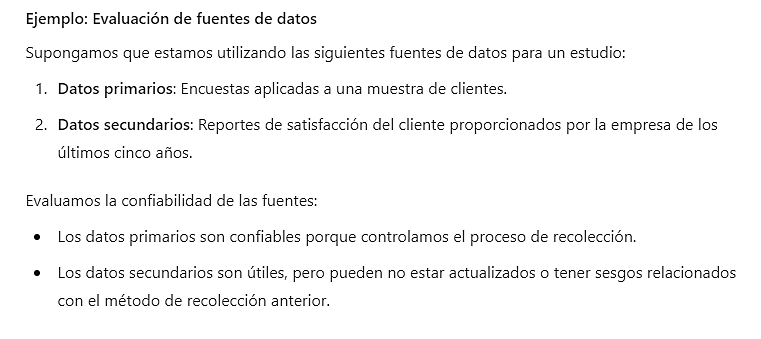 Ejemplo: Evaluación de fuentes de datos
Supongamos que estamos utilizando las siguientes fuentes de datos para un estudio:
1. Datos primarios: Encuestas aplicadas a una muestra de clientes.
2. Datos secundarios: Reportes de satisfacción del cliente proporcionados por la empresa de los
últimos cinco años.
Evaluamos la confiabilidad de las fuentes:
• Los datos primarios son confiables porque controlamos el proceso de recolección.
• Los datos secundarios son útiles, pero pueden no estar actualizados o tener sesgos relacionados
con el método de recolección anterior.